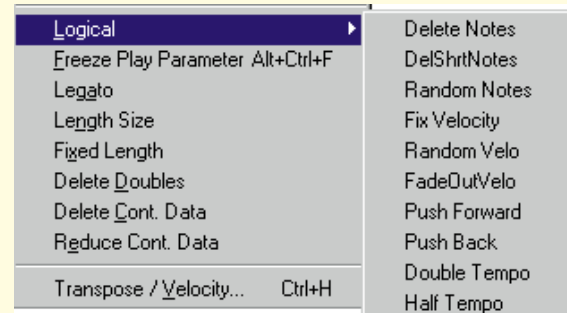 Logical
Freeze Play Parameter Alt+Ctrl+F
Legato
Length Size
Fixed Length
Delete Doubles
Delete Cont. Data
Reduce Cont. Data
Transpose / Velocity... Ctrl+H
Delete Notes
DelShrtNotes
Random Notes
Fix Velocity
Random Velo
FadeOutVelo
Push Forward
Push Back
Double Tempo
Half Tempo